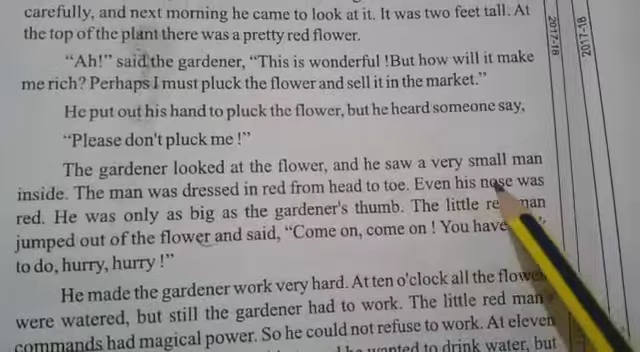 carefully, and next morning he came to look at it. It was two feet tall. At
the top of the plant there was a pretty red flower.
"Ah!" said the gardener, "This is wonderful !But how will it make
me rich? Perhaps I must pluck the flower and sell it in the market."
He put out his hand to pluck the flower, but he heard someone say,
"Please don't pluck me !"
The gardener looked at the flower, and he saw a very small man
inside. The man was dressed in red from head to toe. Even his nose was
red. He was only as big as the gardener's thumb. The little man
jumped out of the flower and said, "Come on, come on ! You have
to do, hurry, hurry !"
He made the gardener work very hard. At ten o'clock all the
were watered, but still the gardener had to work. The little red man
commands had magical power. So he could not refuse to work. At eleven
wanted to drink water, but
2017-18
2017-18